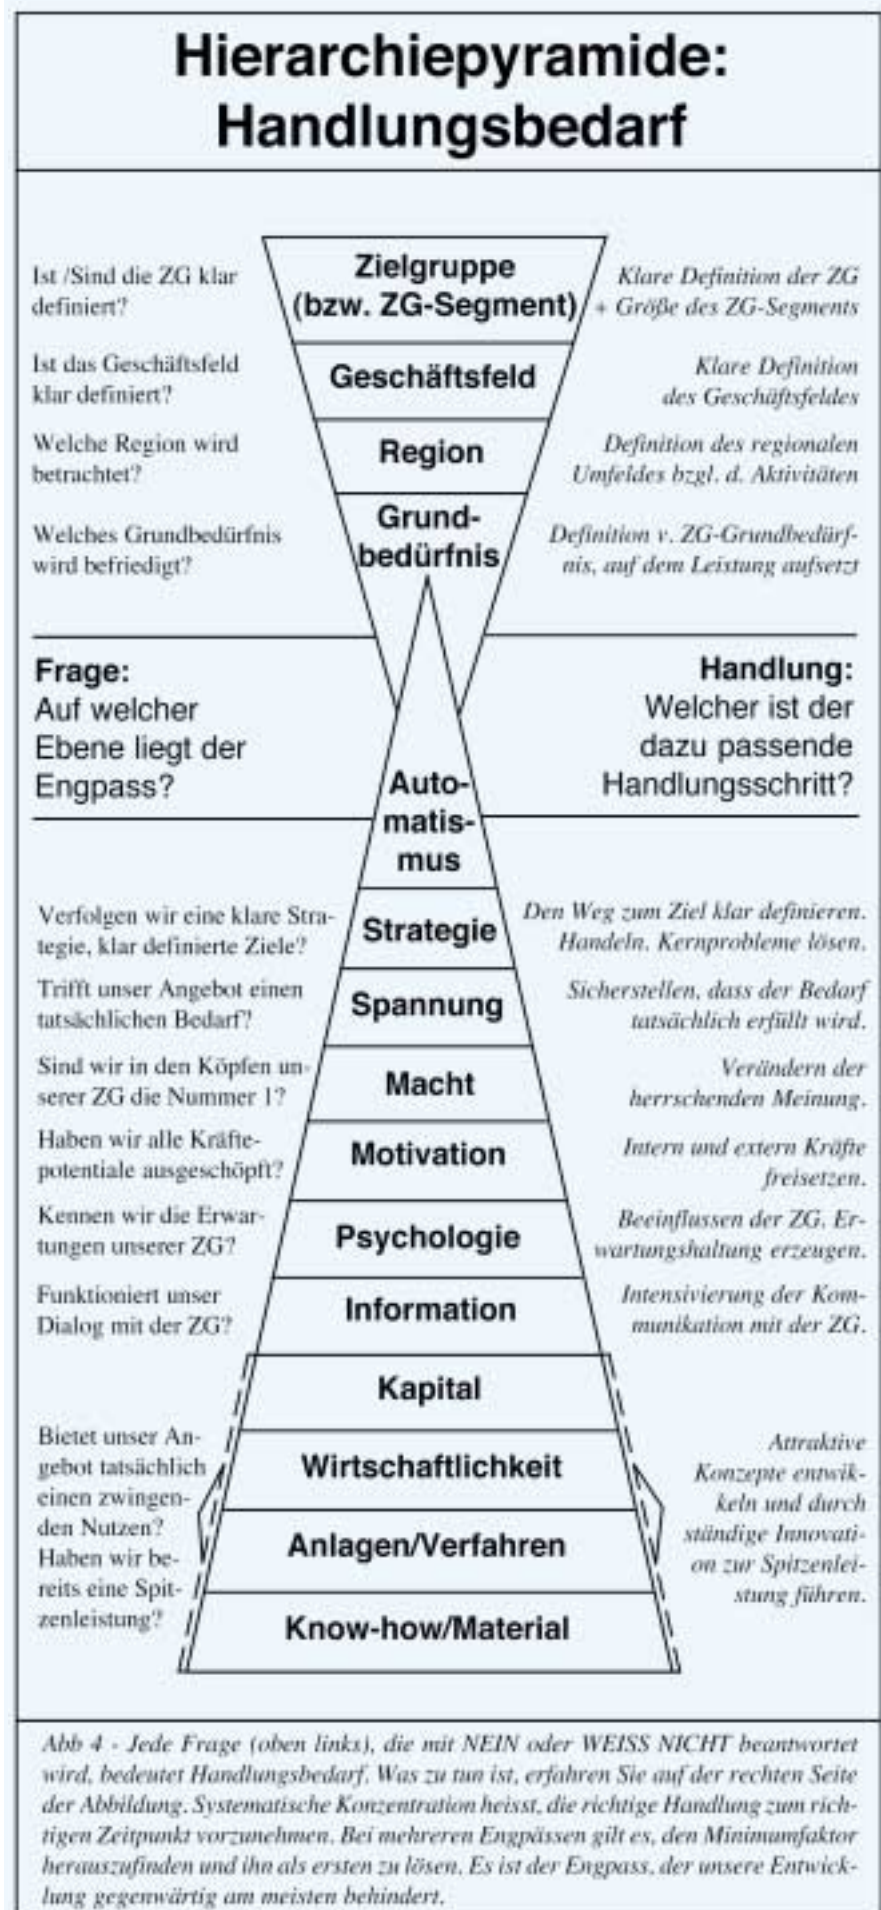 Hierarchiepyramide:
Handlungsbedarf
Ist /Sind die ZG klar
definiert?
Zielgruppe
(bzw. ZG-Segment)
Klare Definition der ZG
+ Größe des ZG-Segments
Ist das Geschäftsfeld
klar definiert?
Geschäftsfeld
Klare Definition
des Geschäftsfeldes
Welche Region wird
betrachtet?
Region
Definition des regionalen
Umfeldes bzgl. d. Aktivitäten
Welches Grundbedürfnis
wird befriedigt?
Grund-
bedürfnis
Definition v. ZG-Grundbedürf-
nis, auf dem Leistung aufsetzt
Frage:
Auf welcher
Ebene liegt der
Engpass?
Handlung:
Welcher ist der
dazu passende
Handlungsschritt?
Auto-
matis-
mus
Verfolgen wir eine klare Stra-
tegie, klar definierte Ziele?
Strategie
Den Weg zum Ziel klar definieren.
Handeln. Kernprobleme lösen.
Trifft unser Angebot einen
tatsächlichen Bedarf?
Spannung
Sicherstellen, dass der Bedarf
tatsächlich erfüllt wird.
Sind wir in den Köpfen un-
serer ZG die Nummer 1?
Macht
Verändern der
herrschenden Meinung.
Haben wir alle Kräfte-
potentiale ausgeschöpft?
Motivation
Intern und extern Kräfte
freisetzen.
Kennen wir die Erwar-
tungen unserer ZG?
Psychologie
Beeinflussen der ZG. Er-
wartungshaltung erzeugen.
Funktioniert unser
Dialog mit der ZG?
Information
Intensivierung der Kom-
munikation mit der ZG.
Kapital
Wirtschaftlichkeit
Anlagen/Verfahren
Know-how/Material
Bietet unser An-
gebot tatsächlich
einen zwingen-
den Nutzen?
Haben wir be-
reits eine Spit-
zenleistung?
Attraktive
Konzepte entwik-
keln und durch
ständige Innovati-
on zur Spitzenlei-
stung führen.
Abb 4 - Jede Frage (oben links), die mit NEIN oder WEISS NICHT beantwortet
wird, bedeutet Handlungsbedarf. Was zu tun ist, erfahren Sie auf der rechten Seite
der Abbildung. Systematische Konzentration heisst, die richtige Handlung zum rich-
tigen Zeitpunkt vorzunehmen. Bei mehreren Engpässen gilt es, den Minimumfaktor
herauszufinden und ihn als ersten zu lösen. Es ist der Engpass, der unsere Entwick-
lung gegenwärtig am meisten behindert.